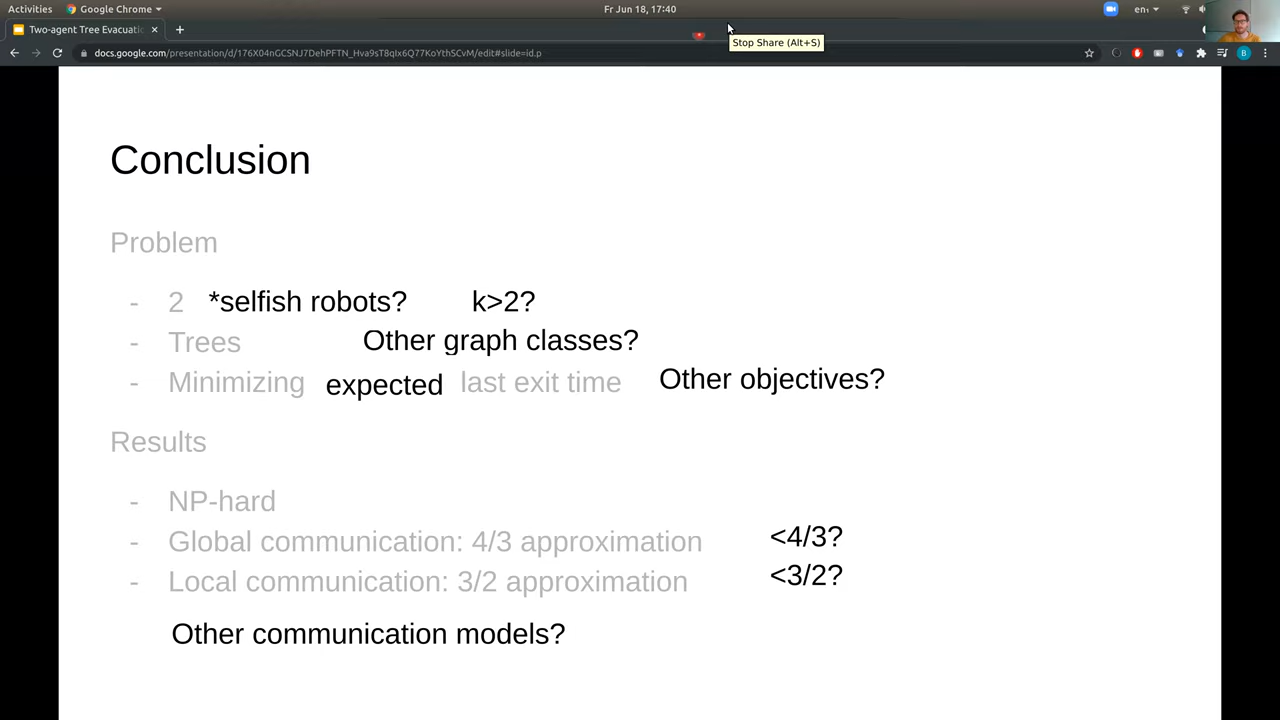 Activities Google Chrome Fr Jun 18, 17:40 en₁
Two-agent Tree Evacuati
Stop Share (Alt+S)
docs.google.com/presentation/d/176X04nGCSNJ7DehPFTN_Hva9sT8qIx6Q77KoYthSCvM/edit#slide=id.p B
Conclusion
Problem
- 2 *selfish robots? k>2?
- Trees Other graph classes?
- Minimizing expected last exit time Other objectives?
Results
- NP-hard
- Global communication: 4/3 approximation <4/3?
- Local communication: 3/2 approximation <3/2?
Other communication models?